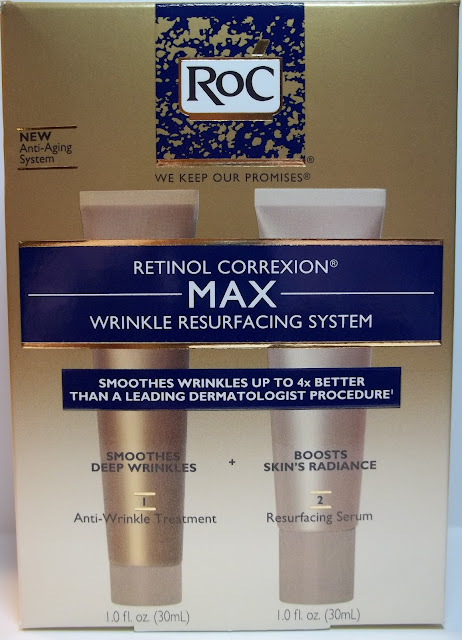 RoC
®
NEW
Anti-Aging
System
WE KEEP OUR PROMISES®
RETINOL CORREXION®
MAX
WRINKLE RESURFACING SYSTEM
SMOOTHES WRINKLES UP TO 4x BETTER
THAN A LEADING DERMATOLOGIST PROCEDURE¹
SMOOTHES
DEEP WRINKLES
+
BOOSTS
SKIN'S RADIANCE
1
Anti-Wrinkle Treatment
2
Resurfacing Serum
1.0 fl. oz. (30mL)
1.0 fl. oz. (30mL)